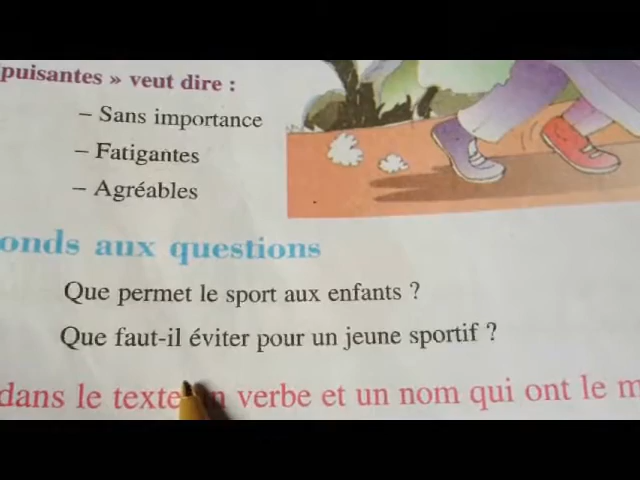 puisantes » veut dire :
– Sans importance
– Fatigantes
– Agréables
onds aux questions
Que permet le sport aux enfants ?
Que faut-il éviter pour un jeune sportif ?
dans le texte verbe et un nom qui ont le m